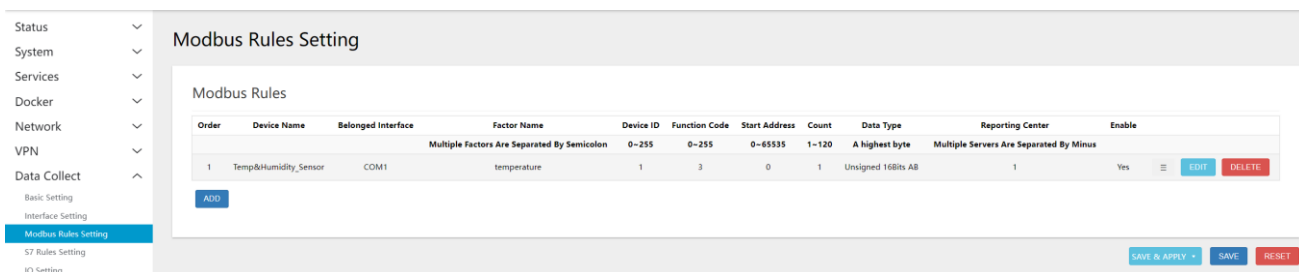 Status
System
Services
Docker
Network
VPN
Data Collect
Basic Setting
Interface Setting
Modbus Rules Setting
S7 Rules Setting
IO Setting
Modbus Rules Setting
Modbus Rules
Order Device Name Belonged Interface Factor Name Device ID Function Code Start Address Count Data Type Reporting Center Enable
Multiple Factors Are Separated By Semicolon 0~255 0~255 0~65535 1~120 A highest byte Multiple Servers Are Separated By Minus
1 Temp&Humidity_Sensor COM1 temperature 1 3 0 1 Unsigned 16Bits AB 1 Yes EDIT DELETE
ADD
SAVE & APPLY SAVE RESET